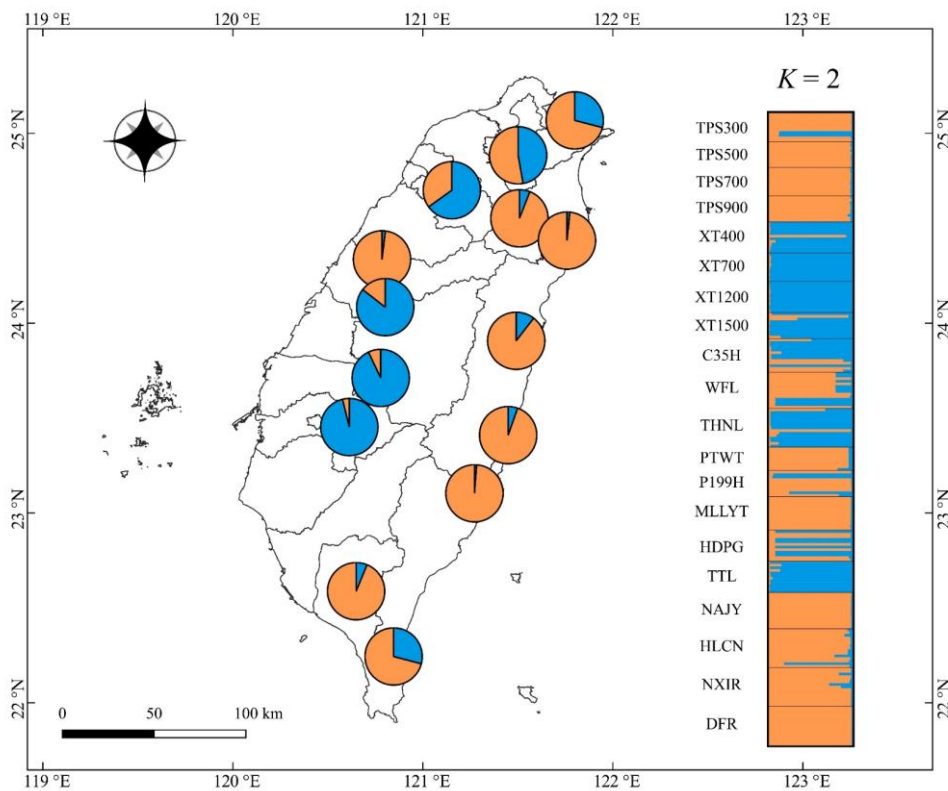 119 °E
120 °E
121 °E
122 °E
123 °E
K = 2
25 °N
24 °N
23 °N
22 °N
TPS300
TPS500
TPS700
TPS900
XT400
XT700
XT1200
XT1500
C35H
WFL
THNL
PTWT
P199H
MLLYT
HDPG
TTL
NAJY
HLCN
NXIR
DFR
25 °N
24 °N
23 °N
22 °N
0 50 100 km
119 °E
120 °E
121 °E
122 °E
123 °E